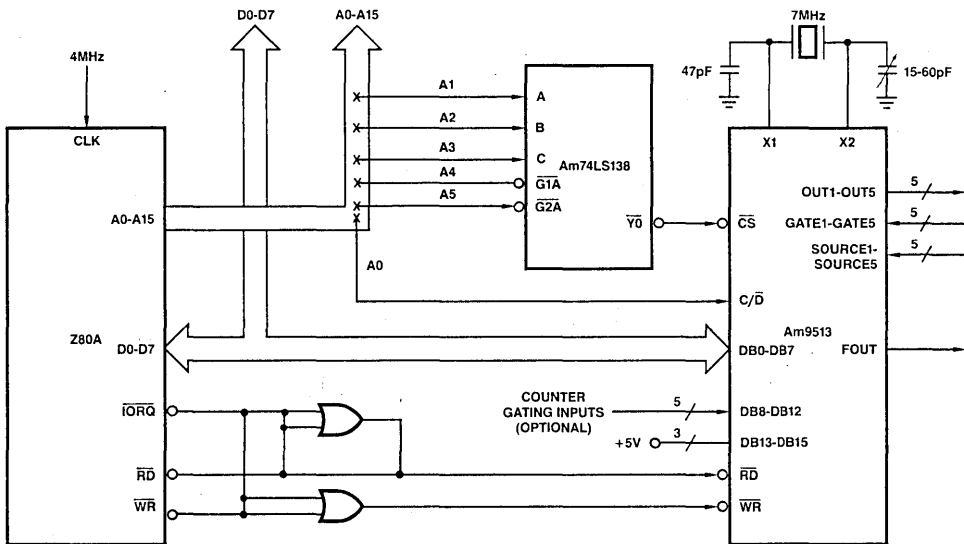 D0-D7 A0-A15 7MHz
4MHz
47pF 15-60pF
A1 A
A2 B
A3 C
A4 G1A
A5 G2A
Am74LS138
Y0
CLK
A0-A15
A0
Z80A
D0-D7
IORQ
RD
WR
X1 X2
OUT1-OUT5 5
CS GATE1-GATE5 5
SOURCE1-
SOURCE5 5
C/D
Am9513
DB0-DB7 FOUT
COUNTER
GATING INPUTS
(OPTIONAL)
5 DB8-DB12
+5V 3 DB13-DB15
RD
WR